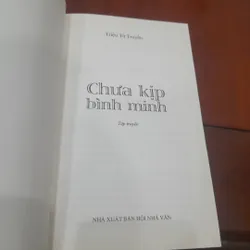 Chưa kịp
bình minh
Tập truyện
NHÀ XUẤT BẢN HỘI NHÀ VĂN